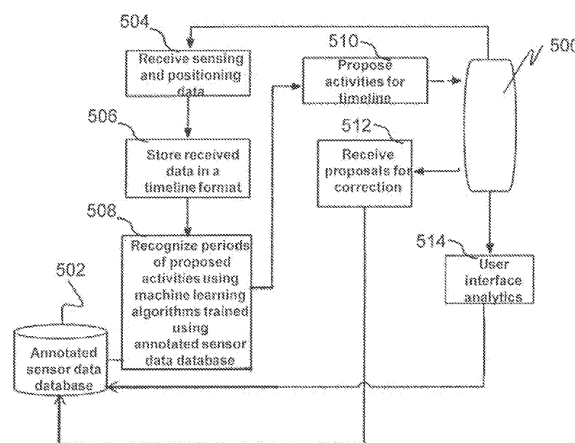 504
Receive sensing
and positioning
data
506
Store received
data in a
timeline format
508
Recognize periods
of proposed
activities using
machine learning
algorithms trained
using
annotated sensor
data database
502
Annotated
sensor data
database
510
Propose
activities for
timeline
512
Receive
proposals for
correction
500
514
User
interface
analytics